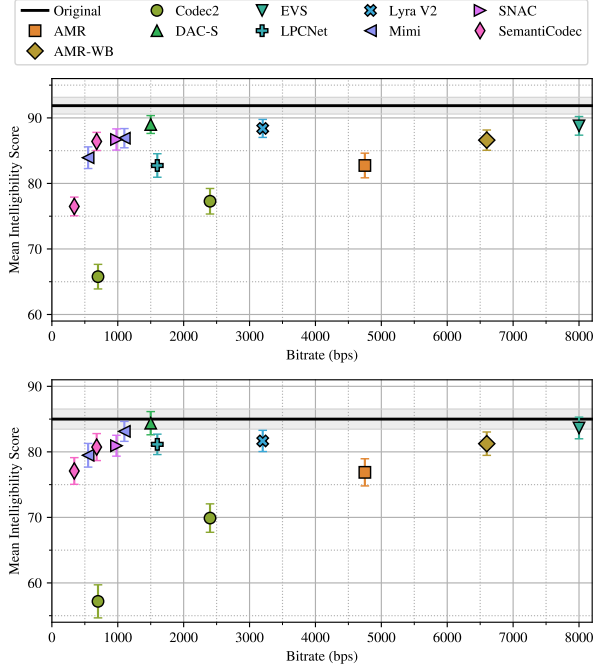 Original Codec2 EVS Lyra V2 SNAC
AMR DAC-S LPCNet Mimi SemantiCodec
AMR-WB
90
80
70
60
Mean Intelligibility Score
0 1000 2000 3000 4000 5000 6000 7000 8000
Bitrate (bps)
90
80
70
60
Mean Intelligibility Score
0 1000 2000 3000 4000 5000 6000 7000 8000
Bitrate (bps)